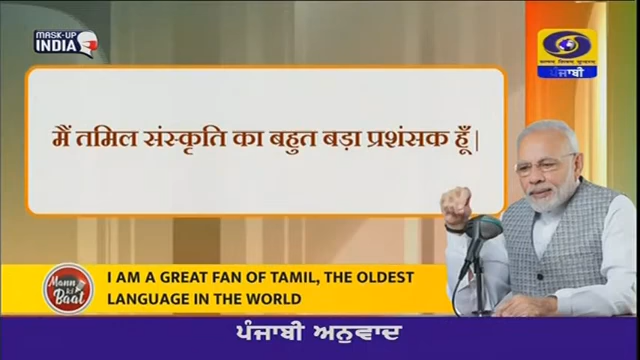 MASK-UP
INDIA
ਪੰਜਾਬੀ
मैं तमिल संस्कृति का बहुत बड़ा प्रशंसक हूँ|
Mann
ki
Baat
I AM A GREAT FAN OF TAMIL, THE OLDEST
LANGUAGE IN THE WORLD
ਪੰਜਾਬੀ ਅਨੁਵਾਦ